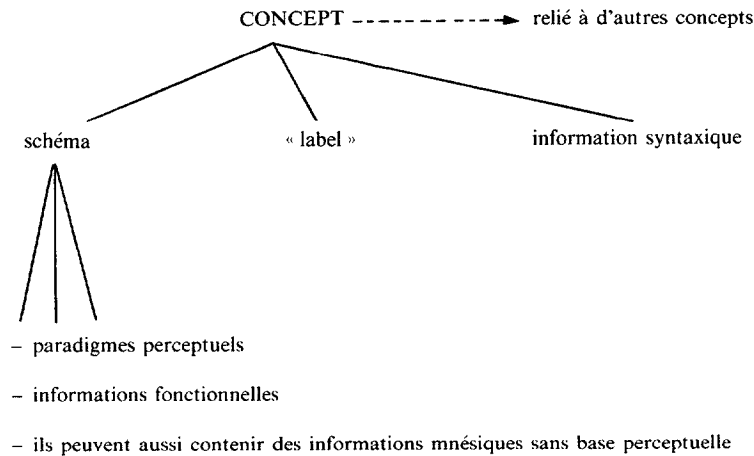 CONCEPT relié à d'autres concepts
schéma « label » information syntaxique
– paradigmes perceptuels
– informations fonctionnelles
– ils peuvent aussi contenir des informations mnésiques sans base perceptuelle